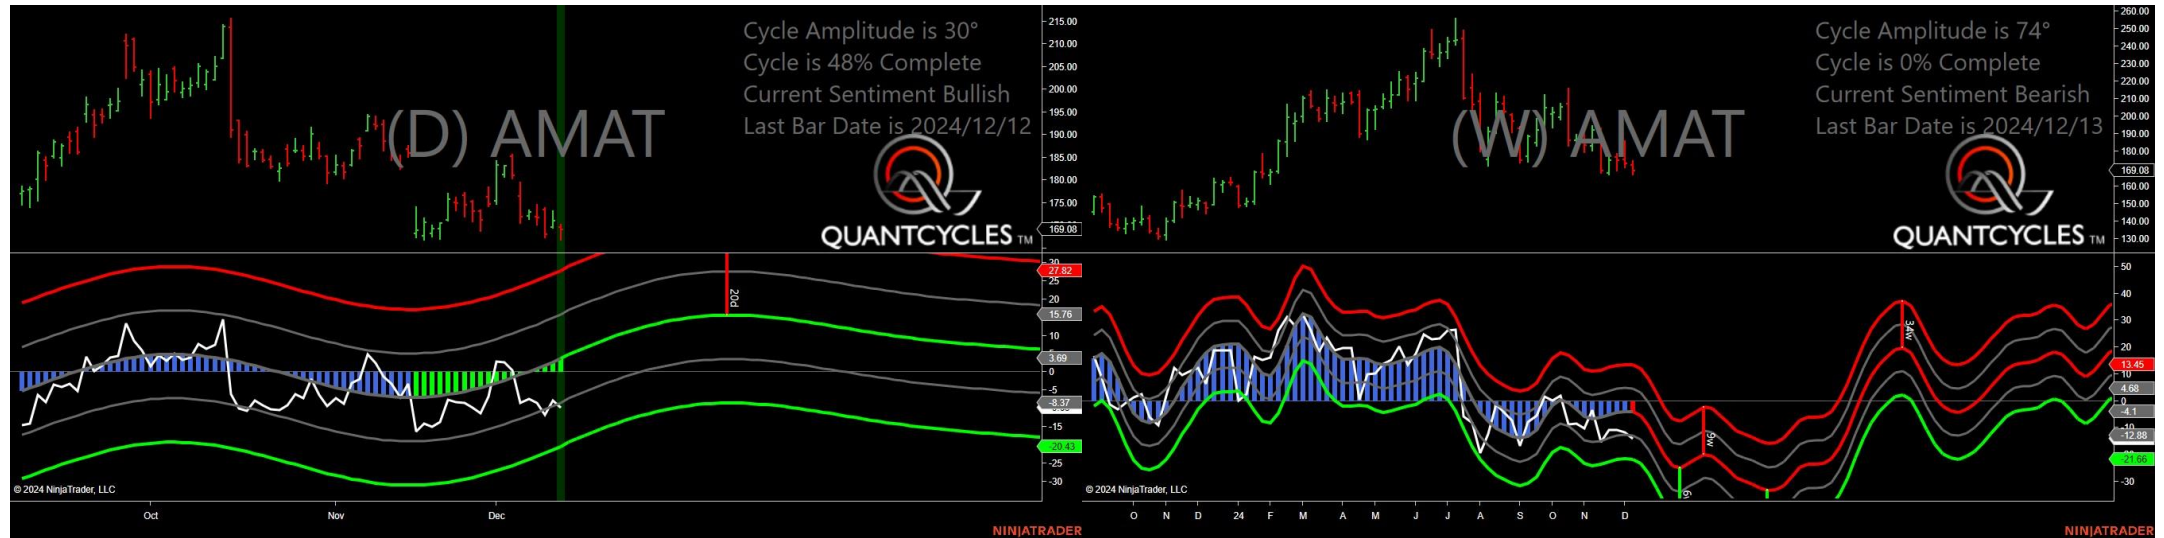 Cycle Amplitude is 30°
Cycle is 48% Complete
Current Sentiment Bullish
Last Bar Date is 2024/12/12
(D) AMAT
QUANTCYCLES TM
215.00
210.00
205.00
200.00
195.00
190.00
185.00
180.00
175.00
169.08
30
27.82
25
20
15.76
10
3.69
0
-5
-8.37
-15
-20.43
-25
-30
20d
© 2024 NinjaTrader, LLC
Oct Nov Dec
NINJATRADER
Cycle Amplitude is 74°
Cycle is 0% Complete
Current Sentiment Bearish
Last Bar Date is 2024/12/13
(W) AMAT
QUANTCYCLES TM
260.00
250.00
240.00
230.00
220.00
210.00
200.00
190.00
180.00
169.08
160.00
150.00
140.00
130.00
50
40
30
20
13.45
10
4.68
0
-4.1
-12.88
-21.66
-30
34w
9w
© 2024 NinjaTrader, LLC
O N D 24 F M A M J J A S O N D
NINJATRADER